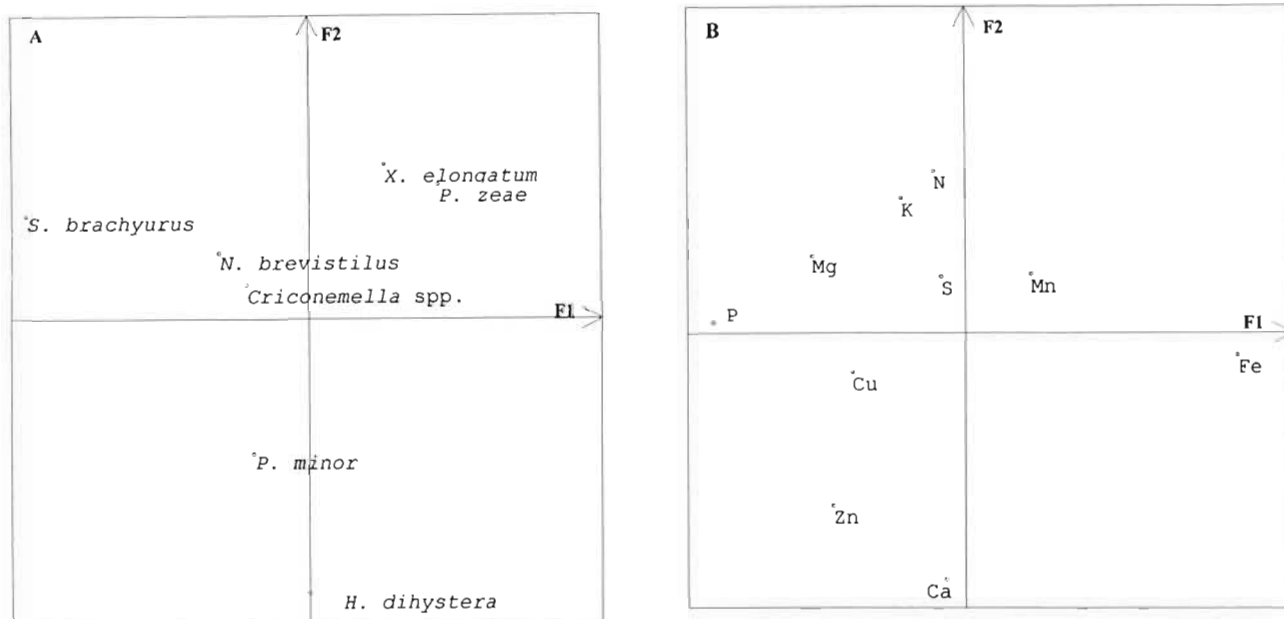 A
F2
X. elongatum
P. zeae
S. brachyurus
N. brevistilus
Criconemella spp.
F1
P. minor
H. dihystera
B
F2
N
K
Mg
S
Mn
P
F1
Fe
Cu
Zn
Ca